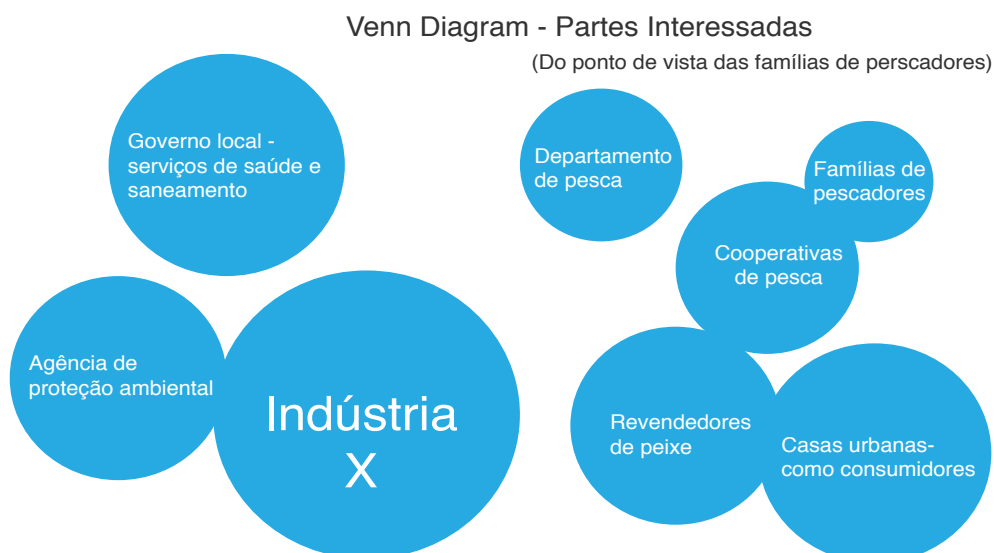 Venn Diagram - Partes Interessadas
(Do ponto de vista das famílias de perscadores)
Governo local -
serviços de saúde e
saneamento
Departamento
de pesca
Famílias de
pescadores
Cooperativas
de pesca
Agência de
proteção ambiental
Indústria
X
Revendedores
de peixe
Casas urbanas-
como consumidores